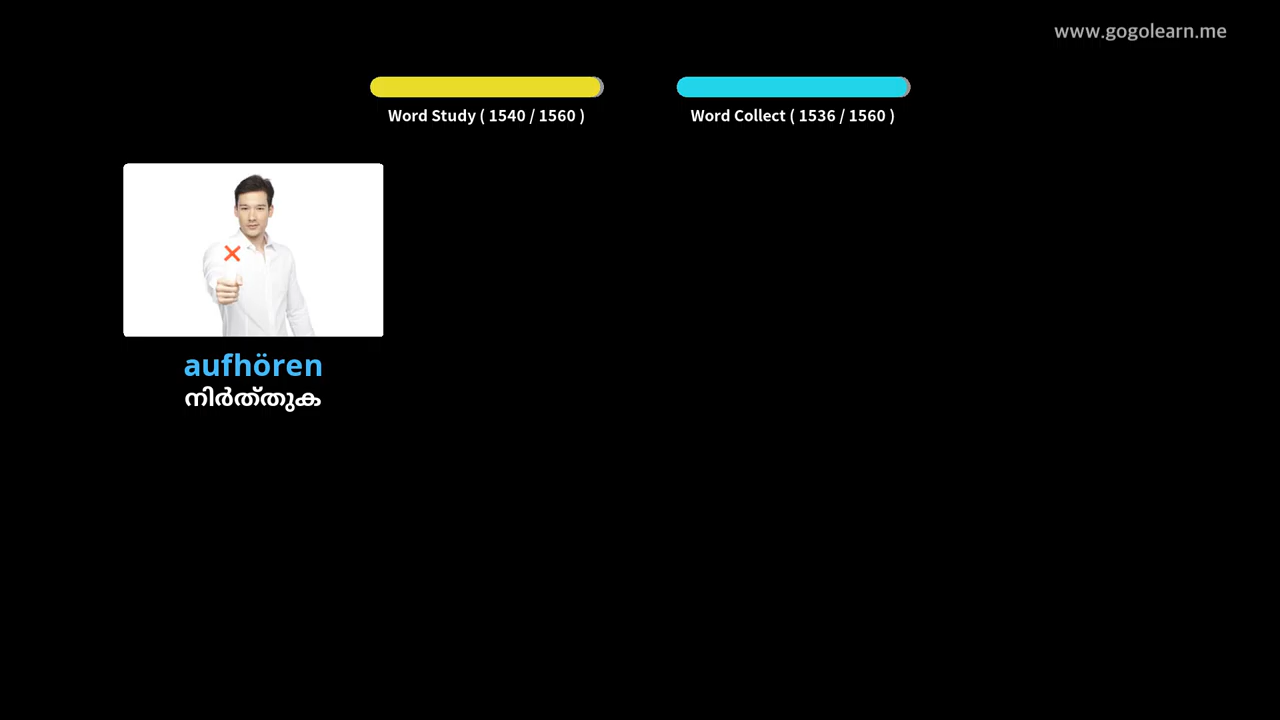 www.gogolearn.me
Word Study ( 1540 / 1560 )
Word Collect ( 1536 / 1560 )
aufhören
നിർത്തുക